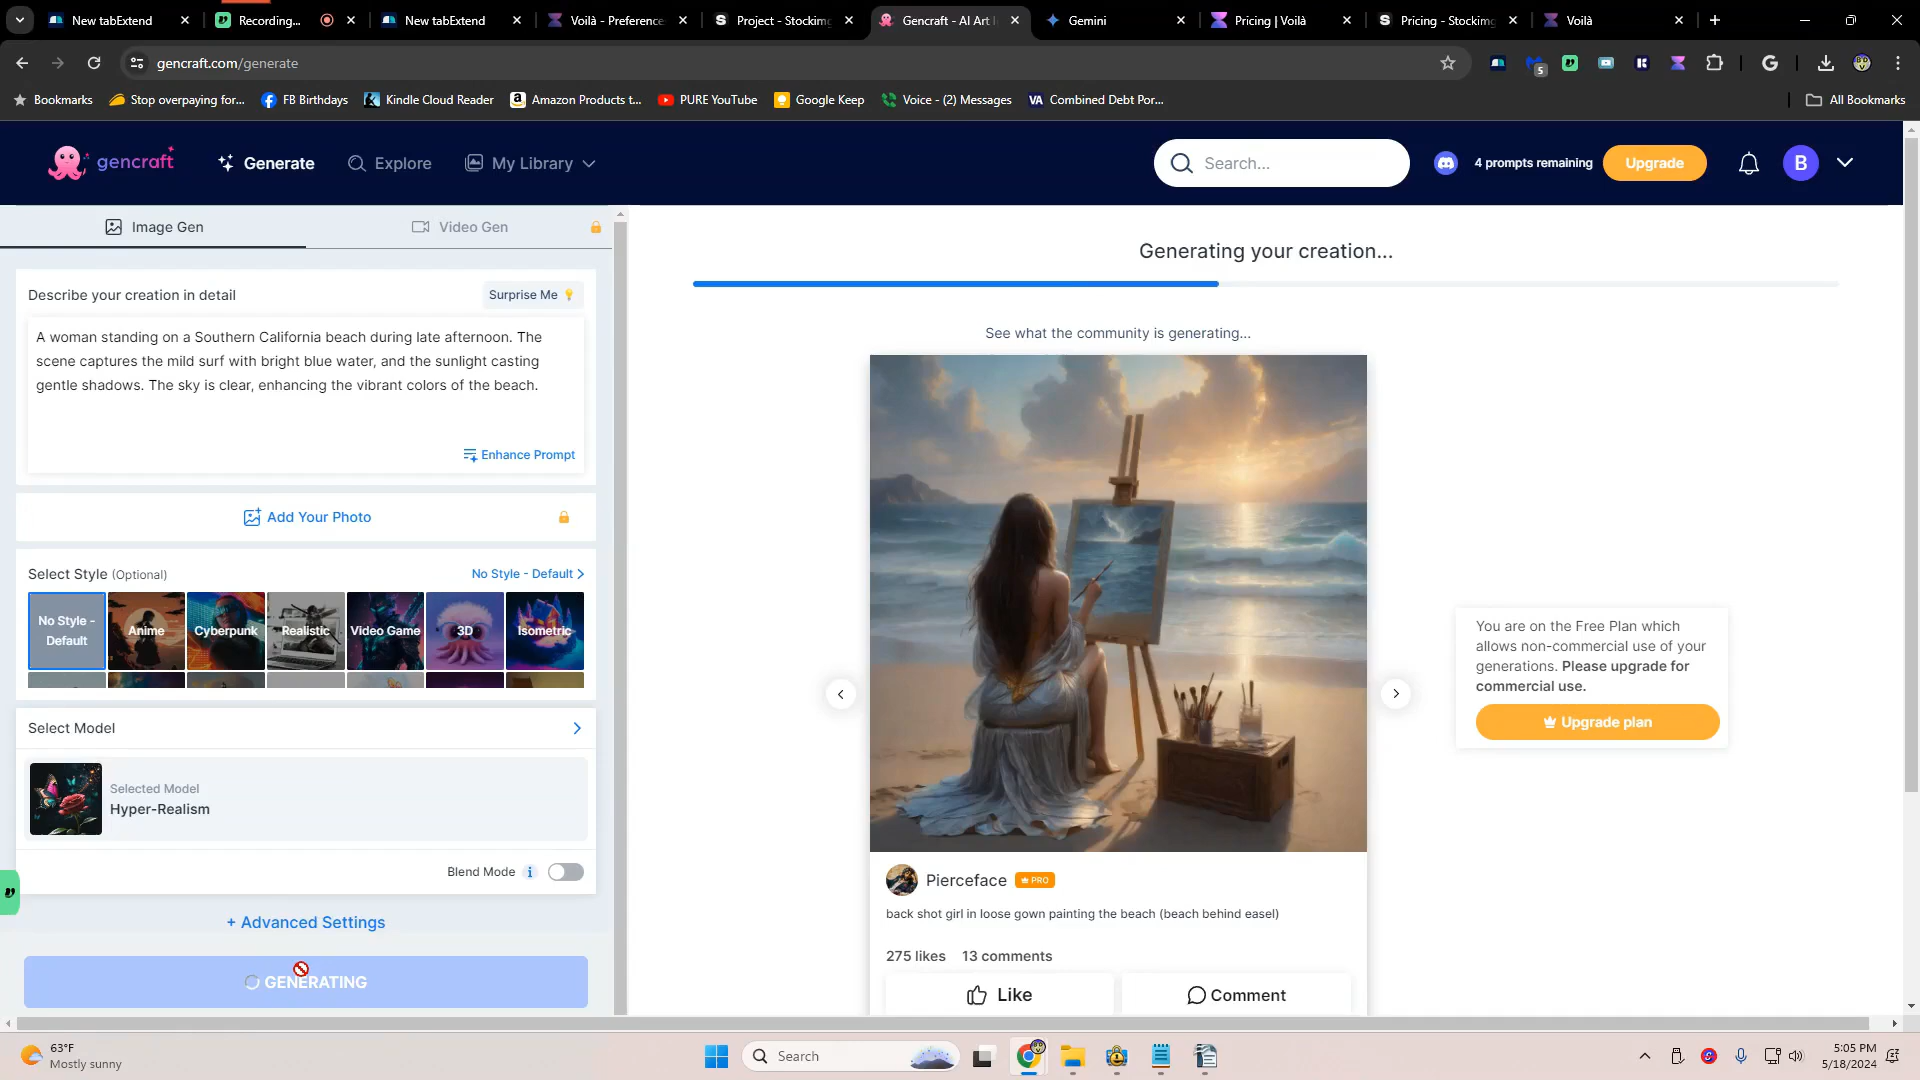 New tabExtend
Recording...
New tabExtend
Voilà - Preference
Project - Stockimg
Gencraft - AI Art I
Gemini
Pricing | Voilà
Pricing - Stockimg
Voilà
gencraft.com/generate
5
Bookmarks
Stop overpaying for...
FB Birthdays
Kindle Cloud Reader
Amazon Products t...
PURE YouTube
Google Keep
Voice - (2) Messages
VA
Combined Debt Por...
All Bookmarks
gencraft
Generate
Explore
My Library
Search...
4 prompts remaining
Upgrade
B
Image Gen
Video Gen
Describe your creation in detail
Surprise Me
A woman standing on a Southern California beach during late afternoon. The
scene captures the mild surf with bright blue water, and the sunlight casting
gentle shadows. The sky is clear, enhancing the vibrant colors of the beach.
Enhance Prompt
Add Your Photo
Select Style (Optional)
No Style - Default >
No Style -
Default
Anime
Cyberpunk
Realistic
Video Game
3D
Isometric
Select Model
Selected Model
Hyper-Realism
Blend Mode
+ Advanced Settings
GENERATING
Generating your creation...
See what the community is generating...
Pierceface
PRO
back shot girl in loose gown painting the beach (beach behind easel)
275 likes
13 comments
Like
Comment
You are on the Free Plan which
allows non-commercial use of your
generations. Please upgrade for
commercial use.
Upgrade plan
63°F
Mostly sunny
Search
5:05 PM
5/18/2024